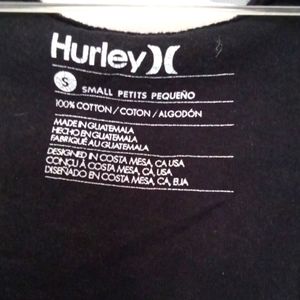 Hurley
S SMALL PETITS PEQUEÑO
100% COTTON / COTON / ALGODÓN
MADE IN GUATEMALA
HECHO EN GUATEMALA
FABRIQUÉ AU GUATEMALA
DESIGNED IN COSTA MESA, CA USA
CONÇU À COSTA MESA, CA, USA
DISEÑADO EN COSTA MESA, CA, EUA